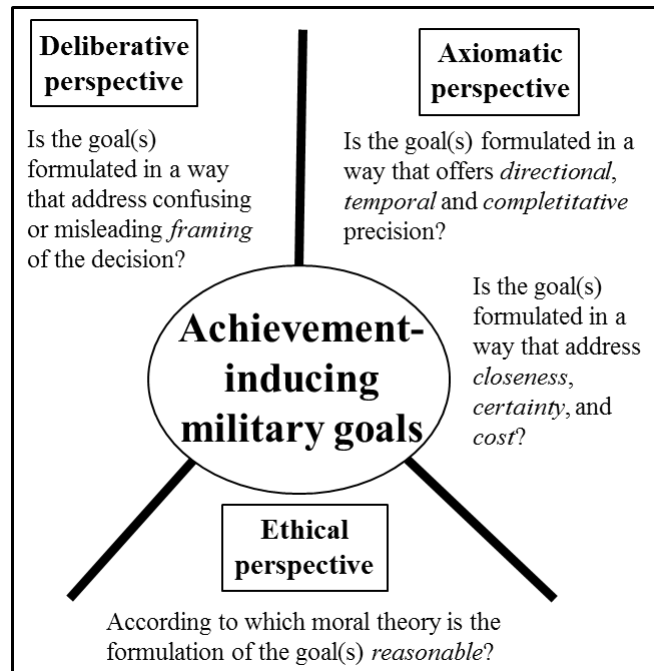 Deliberative
perspective
Is the goal(s)
formulated in a way
that address confusing
or misleading framing
of the decision?
Axiomatic
perspective
Is the goal(s) formulated in a
way that offers directional,
temporal and completitative
precision?
Is the goal(s)
formulated in a
way that address
closeness,
certainty, and
cost?
Achievement-
inducing
military goals
Ethical
perspective
According to which moral theory is the
formulation of the goal(s) reasonable?